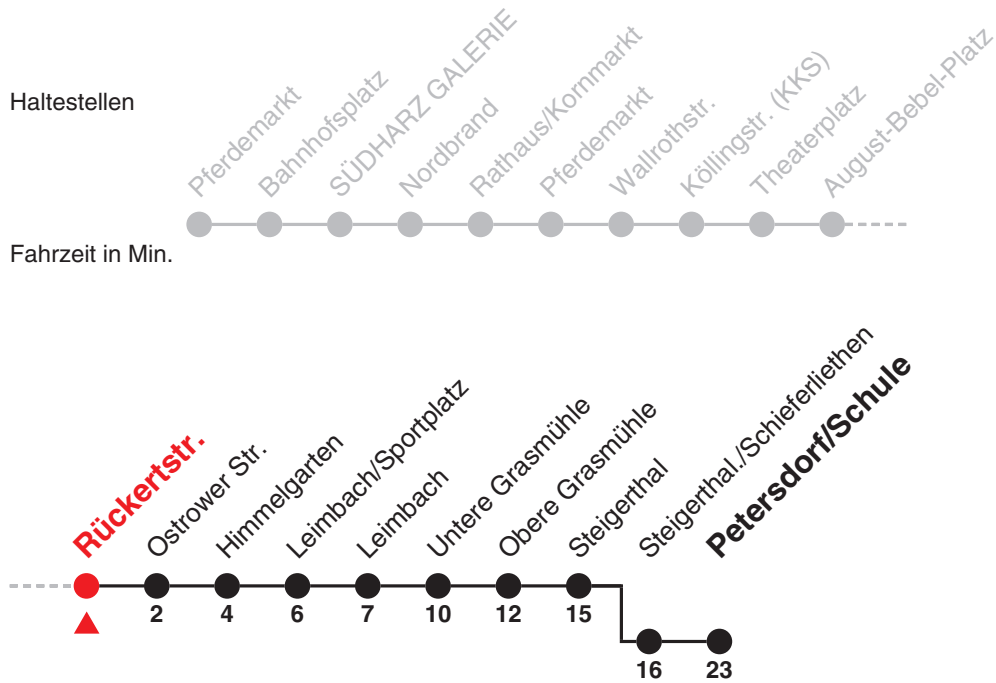 Haltestellen
Pferdemarkt
Bahnhofsplatz
SÜDHARZ GALERIE
Nordbrand
Rathaus/Kornmarkt
Pferdemarkt
Wallrothstr.
Köllingstr. (KKS)
Theaterplatz
August-Bebel-Platz
Fahrzeit in Min.
Rückertstr.
Ostrower Str.
Himmelgarten
Leimbach/Sportplatz
Leimbach
Untere Grasmühle
Obere Grasmühle
Steigerthal
Steigerthal./Schieferliethen
Petersdorf/Schule
2 4 6 7 10 12 15
16 23